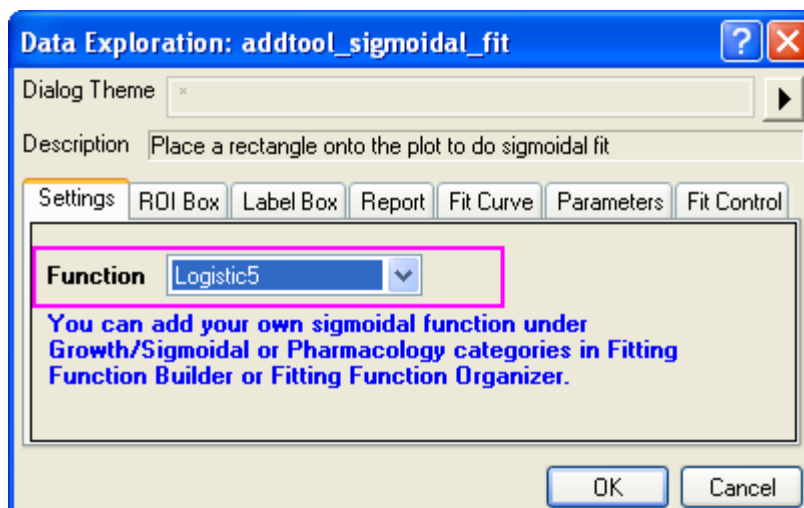 Data Exploration: addtool_sigmoidal_fit
Dialog Theme *
Description Place a rectangle onto the plot to do sigmoidal fit
Settings ROI Box Label Box Report Fit Curve Parameters Fit Control
Function Logistic5
You can add your own sigmoidal function under
Growth/Sigmoidal or Pharmacology categories in Fitting
Function Builder or Fitting Function Organizer.
OK Cancel